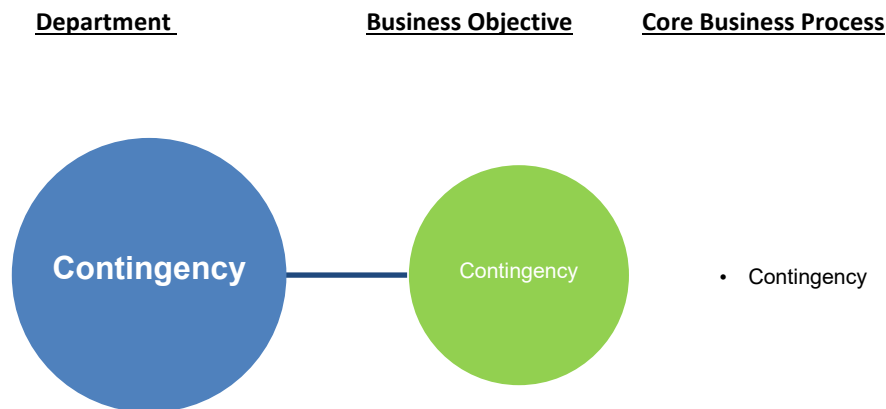 Department Business Objective Core Business Process
Contingency Contingency • Contingency